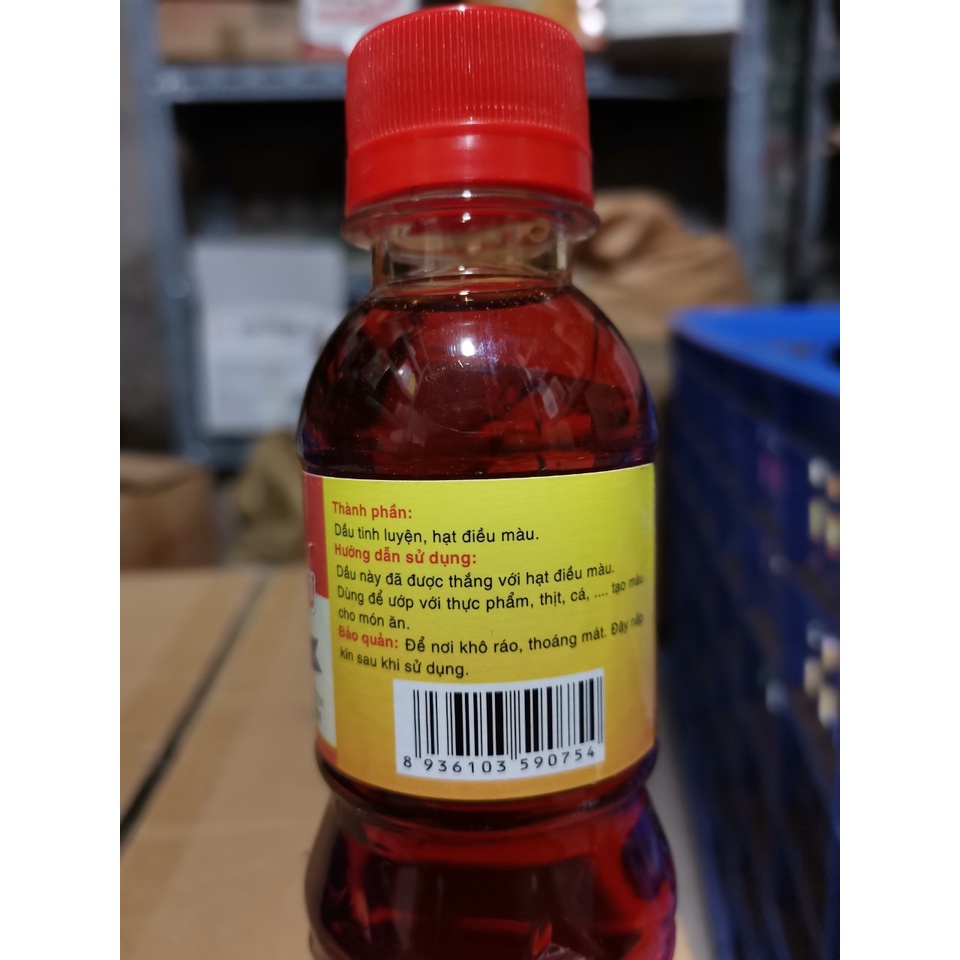 Thành phần:
Dầu tinh luyện, hạt điều màu.
Hướng dẫn sử dụng:
Dầu này đã được thắng với hạt điều màu.
Dùng để ướp với thực phẩm, thịt, cá, .... tạo màu
cho món ăn.
Bảo quản: Để nơi khô ráo, thoáng mát. Đậy nắp
kín sau khi sử dụng.
8 936103 590754